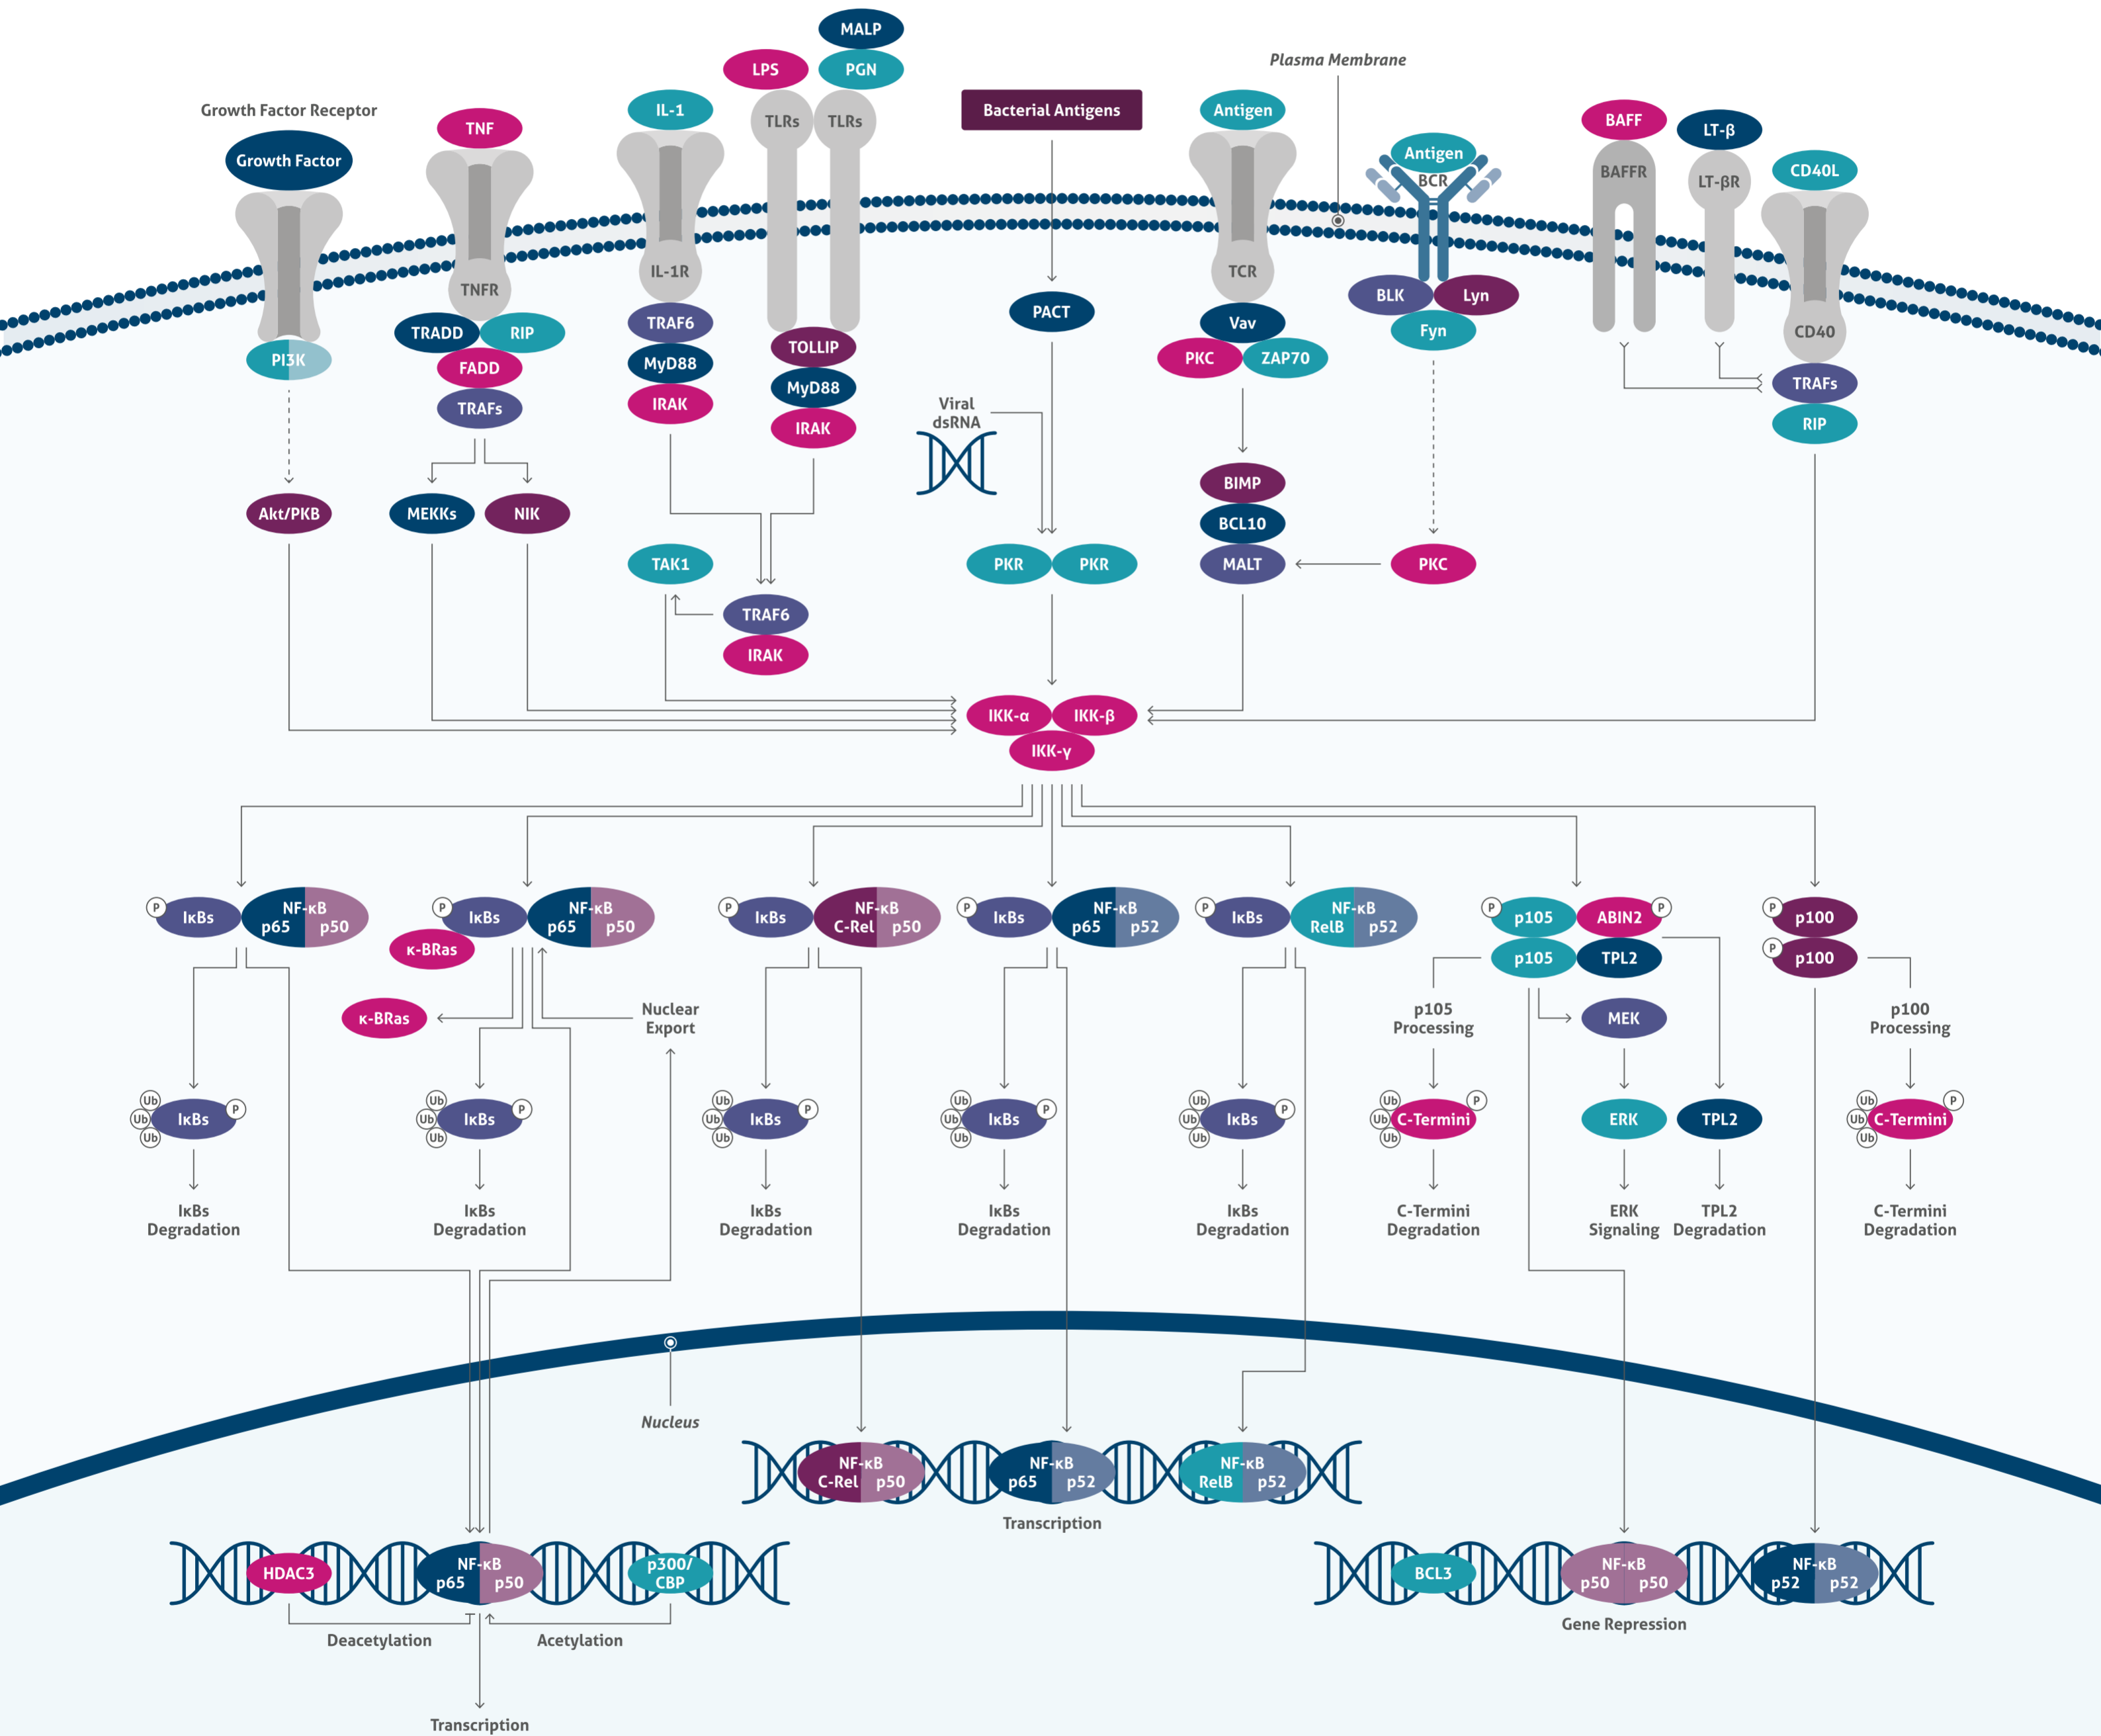 MALP
LPS
PGN
Plasma Membrane
Growth Factor Receptor
TNF
IL-1
TLRs
TLRs
Bacterial Antigens
Antigen
BAFF
LT-β
Growth Factor
Antigen
BCR
BAFFR
LT-βR
CD40L
TNFR
IL-1R
TCR
BLK
Lyn
PACT
TRAF6
Vav
Fyn
TRADD
RIP
CD40
PI3K
FADD
MyD88
TOLLIP
PKC
ZAP70
TRAFs
TRAFs
IRAK
MyD88
IRAK
Viral
dsRNA
RIP
BIMP
Akt/PKB
MEKKs
NIK
BCL10
TAK1
PKR
PKR
MALT
PKC
TRAF6
IRAK
IKK-α
IKK-β
IKK-γ
P
IκBs
NF-κB
p65
p50
P
IκBs
NF-κB
p65
p50
κ-BRas
P
IκBs
NF-κB
C-Rel
p50
P
IκBs
NF-κB
p65
p52
P
IκBs
NF-κB
RelB
p52
P
p105
ABIN2
P
p105
TPL2
P
p100
P
p100
κ-BRas
Nuclear
Export
p105
Processing
MEK
p100
Processing
Ub
Ub
Ub
IκBs
P
Ub
Ub
Ub
IκBs
P
Ub
Ub
Ub
IκBs
P
Ub
Ub
Ub
IκBs
P
Ub
Ub
Ub
IκBs
P
Ub
Ub
Ub
C-Termini
P
ERK
TPL2
Ub
Ub
Ub
C-Termini
P
IκBs
Degradation
IκBs
Degradation
IκBs
Degradation
IκBs
Degradation
IκBs
Degradation
C-Termini
Degradation
ERK
Signaling
TPL2
Degradation
C-Termini
Degradation
Nucleus
NF-κB
C-Rel
p50
NF-κB
p65
p52
NF-κB
RelB
p52
Transcription
HDAC3
NF-κB
p65
p50
p300/
CBP
BCL3
NF-κB
p50
p50
NF-κB
p52
p52
Gene Repression
Deacetylation
Acetylation
Transcription